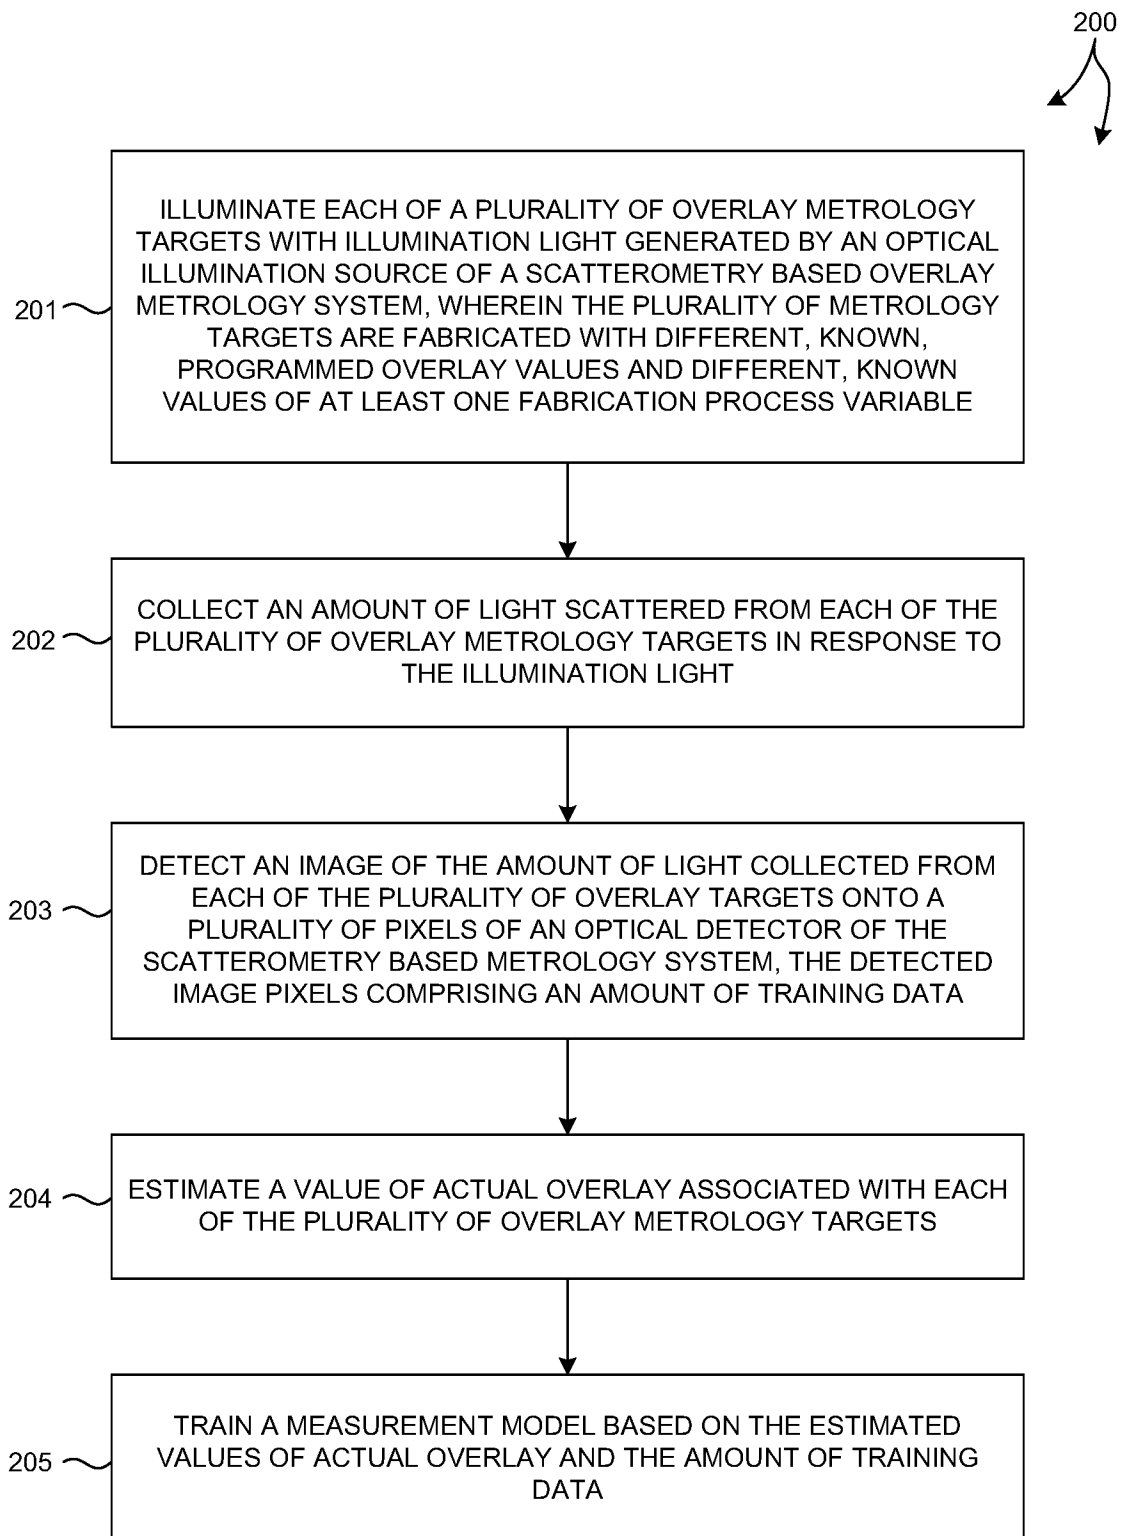 200
201
ILLUMINATE EACH OF A PLURALITY OF OVERLAY METROLOGY
TARGETS WITH ILLUMINATION LIGHT GENERATED BY AN OPTICAL
ILLUMINATION SOURCE OF A SCATTEROMETRY BASED OVERLAY
METROLOGY SYSTEM, WHEREIN THE PLURALITY OF METROLOGY
TARGETS ARE FABRICATED WITH DIFFERENT, KNOWN,
PROGRAMMED OVERLAY VALUES AND DIFFERENT, KNOWN
VALUES OF AT LEAST ONE FABRICATION PROCESS VARIABLE
202
COLLECT AN AMOUNT OF LIGHT SCATTERED FROM EACH OF THE
PLURALITY OF OVERLAY METROLOGY TARGETS IN RESPONSE TO
THE ILLUMINATION LIGHT
203
DETECT AN IMAGE OF THE AMOUNT OF LIGHT COLLECTED FROM
EACH OF THE PLURALITY OF OVERLAY TARGETS ONTO A
PLURALITY OF PIXELS OF AN OPTICAL DETECTOR OF THE
SCATTEROMETRY BASED METROLOGY SYSTEM, THE DETECTED
IMAGE PIXELS COMPRISING AN AMOUNT OF TRAINING DATA
204
ESTIMATE A VALUE OF ACTUAL OVERLAY ASSOCIATED WITH EACH
OF THE PLURALITY OF OVERLAY METROLOGY TARGETS
205
TRAIN A MEASUREMENT MODEL BASED ON THE ESTIMATED
VALUES OF ACTUAL OVERLAY AND THE AMOUNT OF TRAINING
DATA